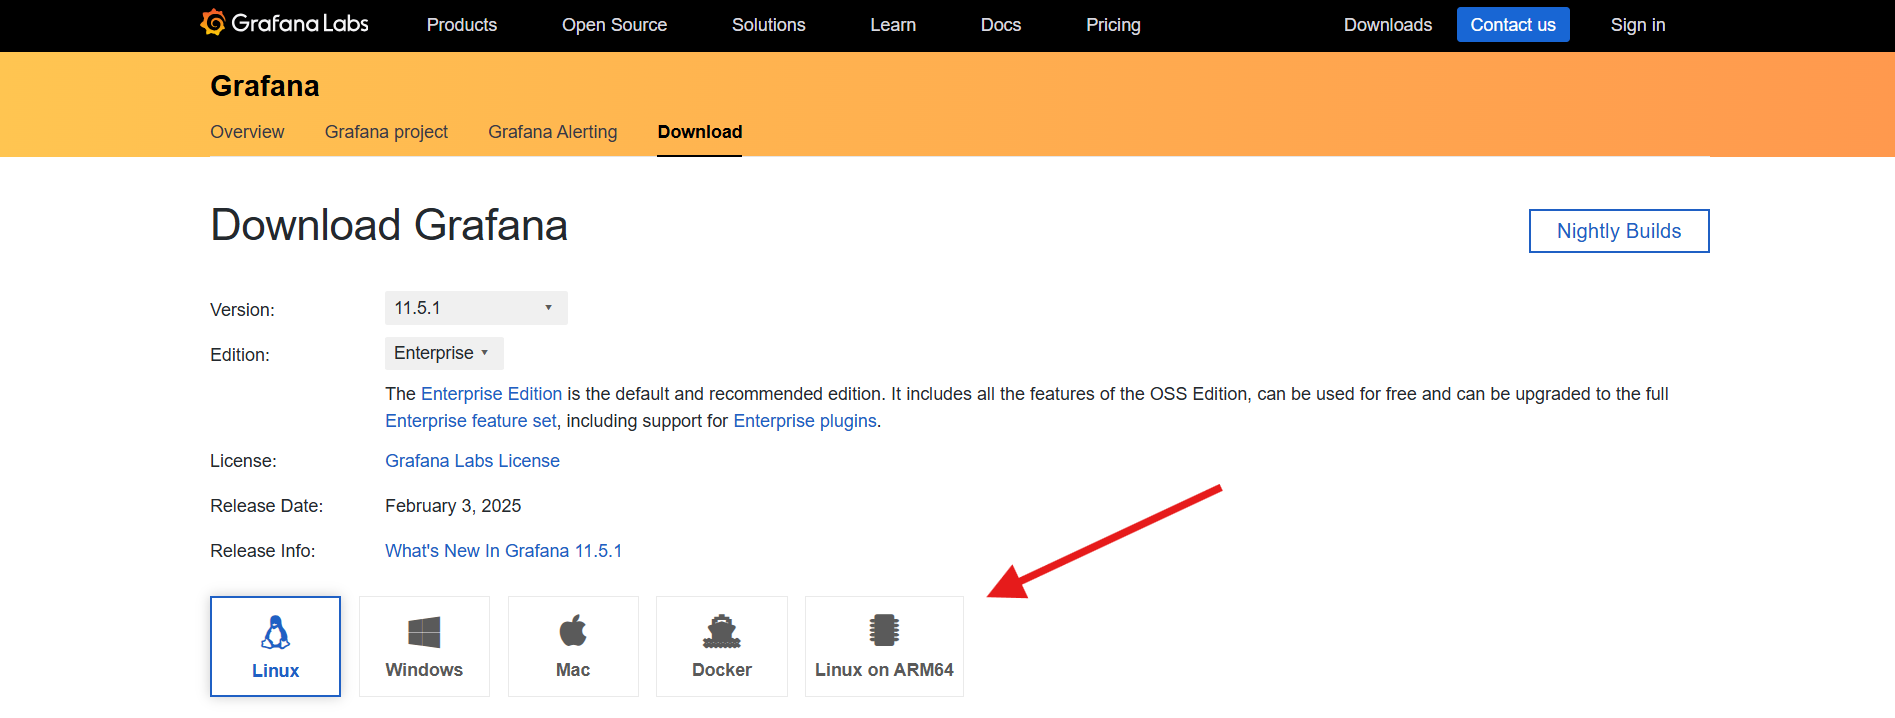 Grafana Labs Products Open Source Solutions Learn Docs Pricing Downloads Contact us Sign in
Grafana
Overview Grafana project Grafana Alerting Download
Download Grafana
Nightly Builds
Version: 11.5.1
Edition: Enterprise
The Enterprise Edition is the default and recommended edition. It includes all the features of the OSS Edition, can be used for free and can be upgraded to the full
Enterprise feature set, including support for Enterprise plugins.
License: Grafana Labs License
Release Date: February 3, 2025
Release Info: What's New In Grafana 11.5.1
Linux Windows Mac Docker Linux on ARM64